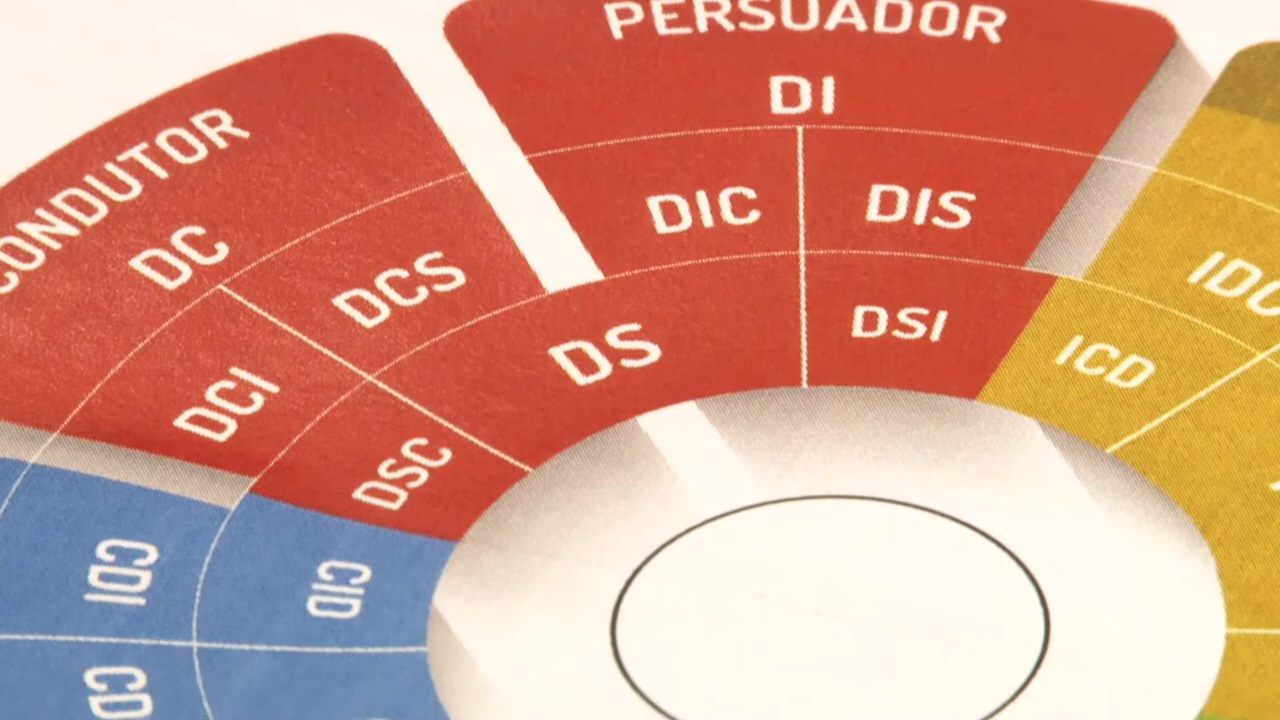 PERSUADOR
DI
DIC
DIS
CONDUTOR
DC
DCS
DCI
DS
DSI
DSC
ICD
CDI
CID